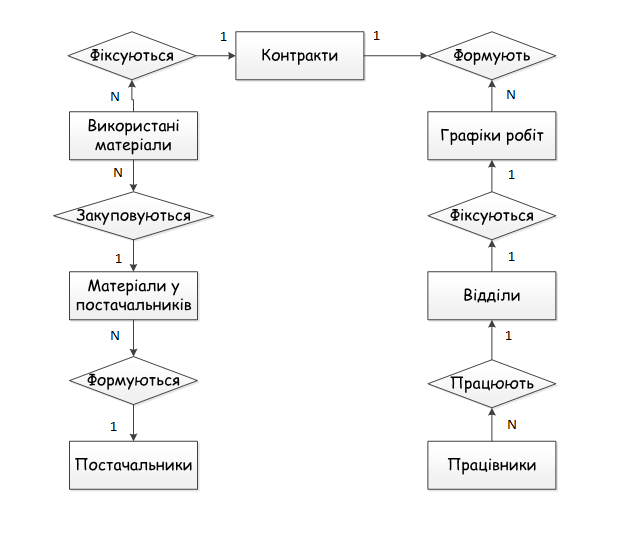 Фіксуються
1
Контракти
1
Формують
N
N
Використані
матеріали
Графіки робіт
N
1
Закуповуються
Фіксуються
1
1
Матеріали у
постачальників
Відділи
N
1
Формуються
Працюють
1
N
Постачальники
Працівники